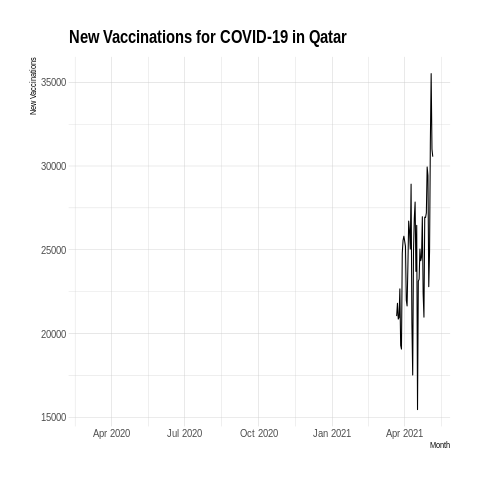 New Vaccinations for COVID-19 in Qatar
New Vaccinations
35000
30000
25000
20000
15000
Apr 2020 Jul 2020 Oct 2020 Jan 2021 Apr 2021
Month